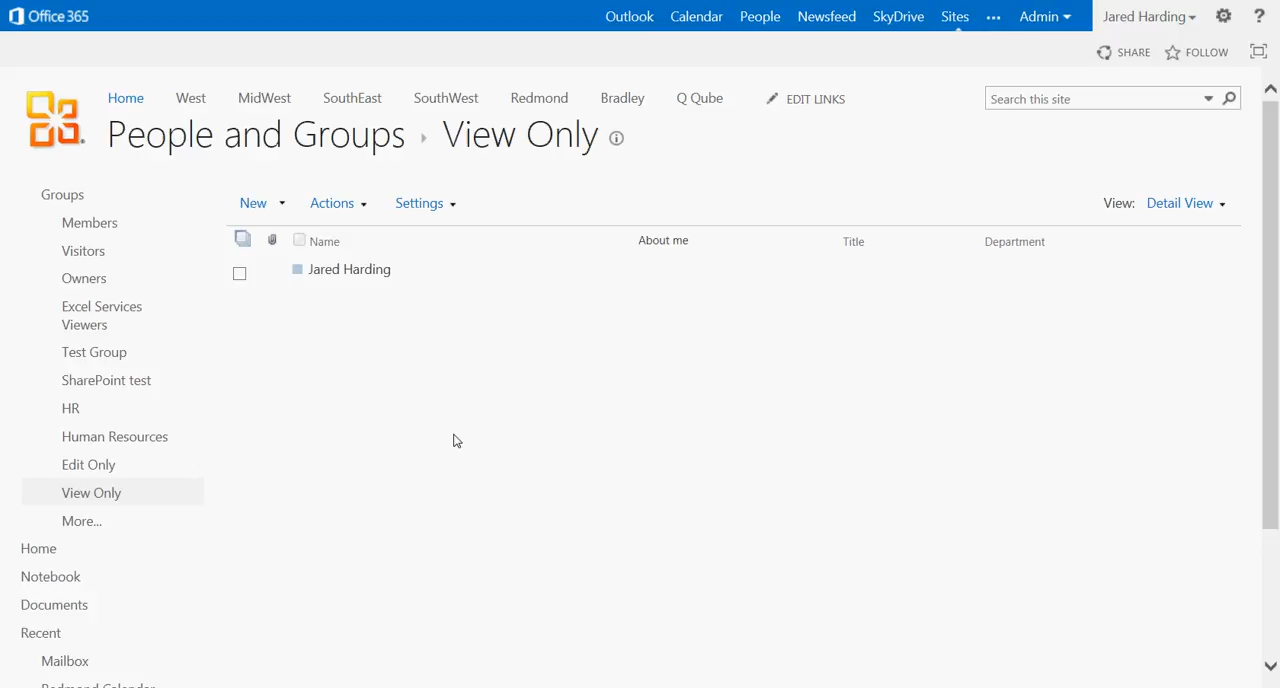 Office 365 Outlook Calendar People Newsfeed SkyDrive Sites ... Admin Jared Harding ?
SHARE FOLLOW
Home West MidWest SouthEast SouthWest Redmond Bradley Q Qube EDIT LINKS Search this site
People and Groups View Only
Groups
New Actions Settings View: Detail View
Members
Name About me Title Department
Visitors
Jared Harding
Owners
Excel Services
Viewers
Test Group
SharePoint test
HR
Human Resources
Edit Only
View Only
More...
Home
Notebook
Documents
Recent
Mailbox
Redmond Calendar